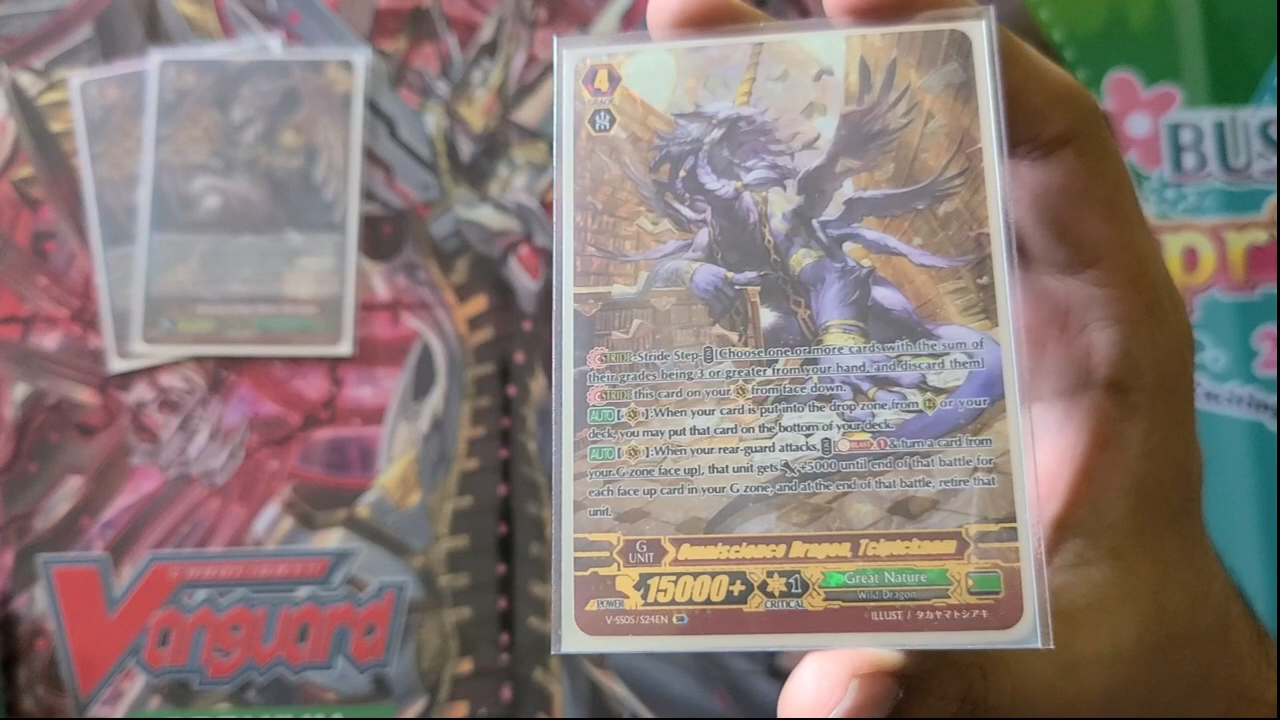 4
GRADE
STRIDE-Stride Step-[Choose one or more cards with the sum of
their grades being 3 or greater from your hand, and discard them]
STRIDE this card on your from face down.
AUTO[ ]:When your card is put into the drop zone from or your
deck, you may put that card on the bottom of your deck.
AUTO[ ]:When your rear-guard attacks, [ BLAST 1 & turn a card from
your G zone face up], that unit gets +5000 until end of that battle for
each face up card in your G zone, and at the end of that battle, retire that
unit.
G
UNIT
Omniscience Dragon,
POWER 15000+
1 CRITICAL
Great Nature
Wild Dragon
V-SS05/S24EN
ILLUST / タカヤマトシアキ
Vanguard
BUS
pri